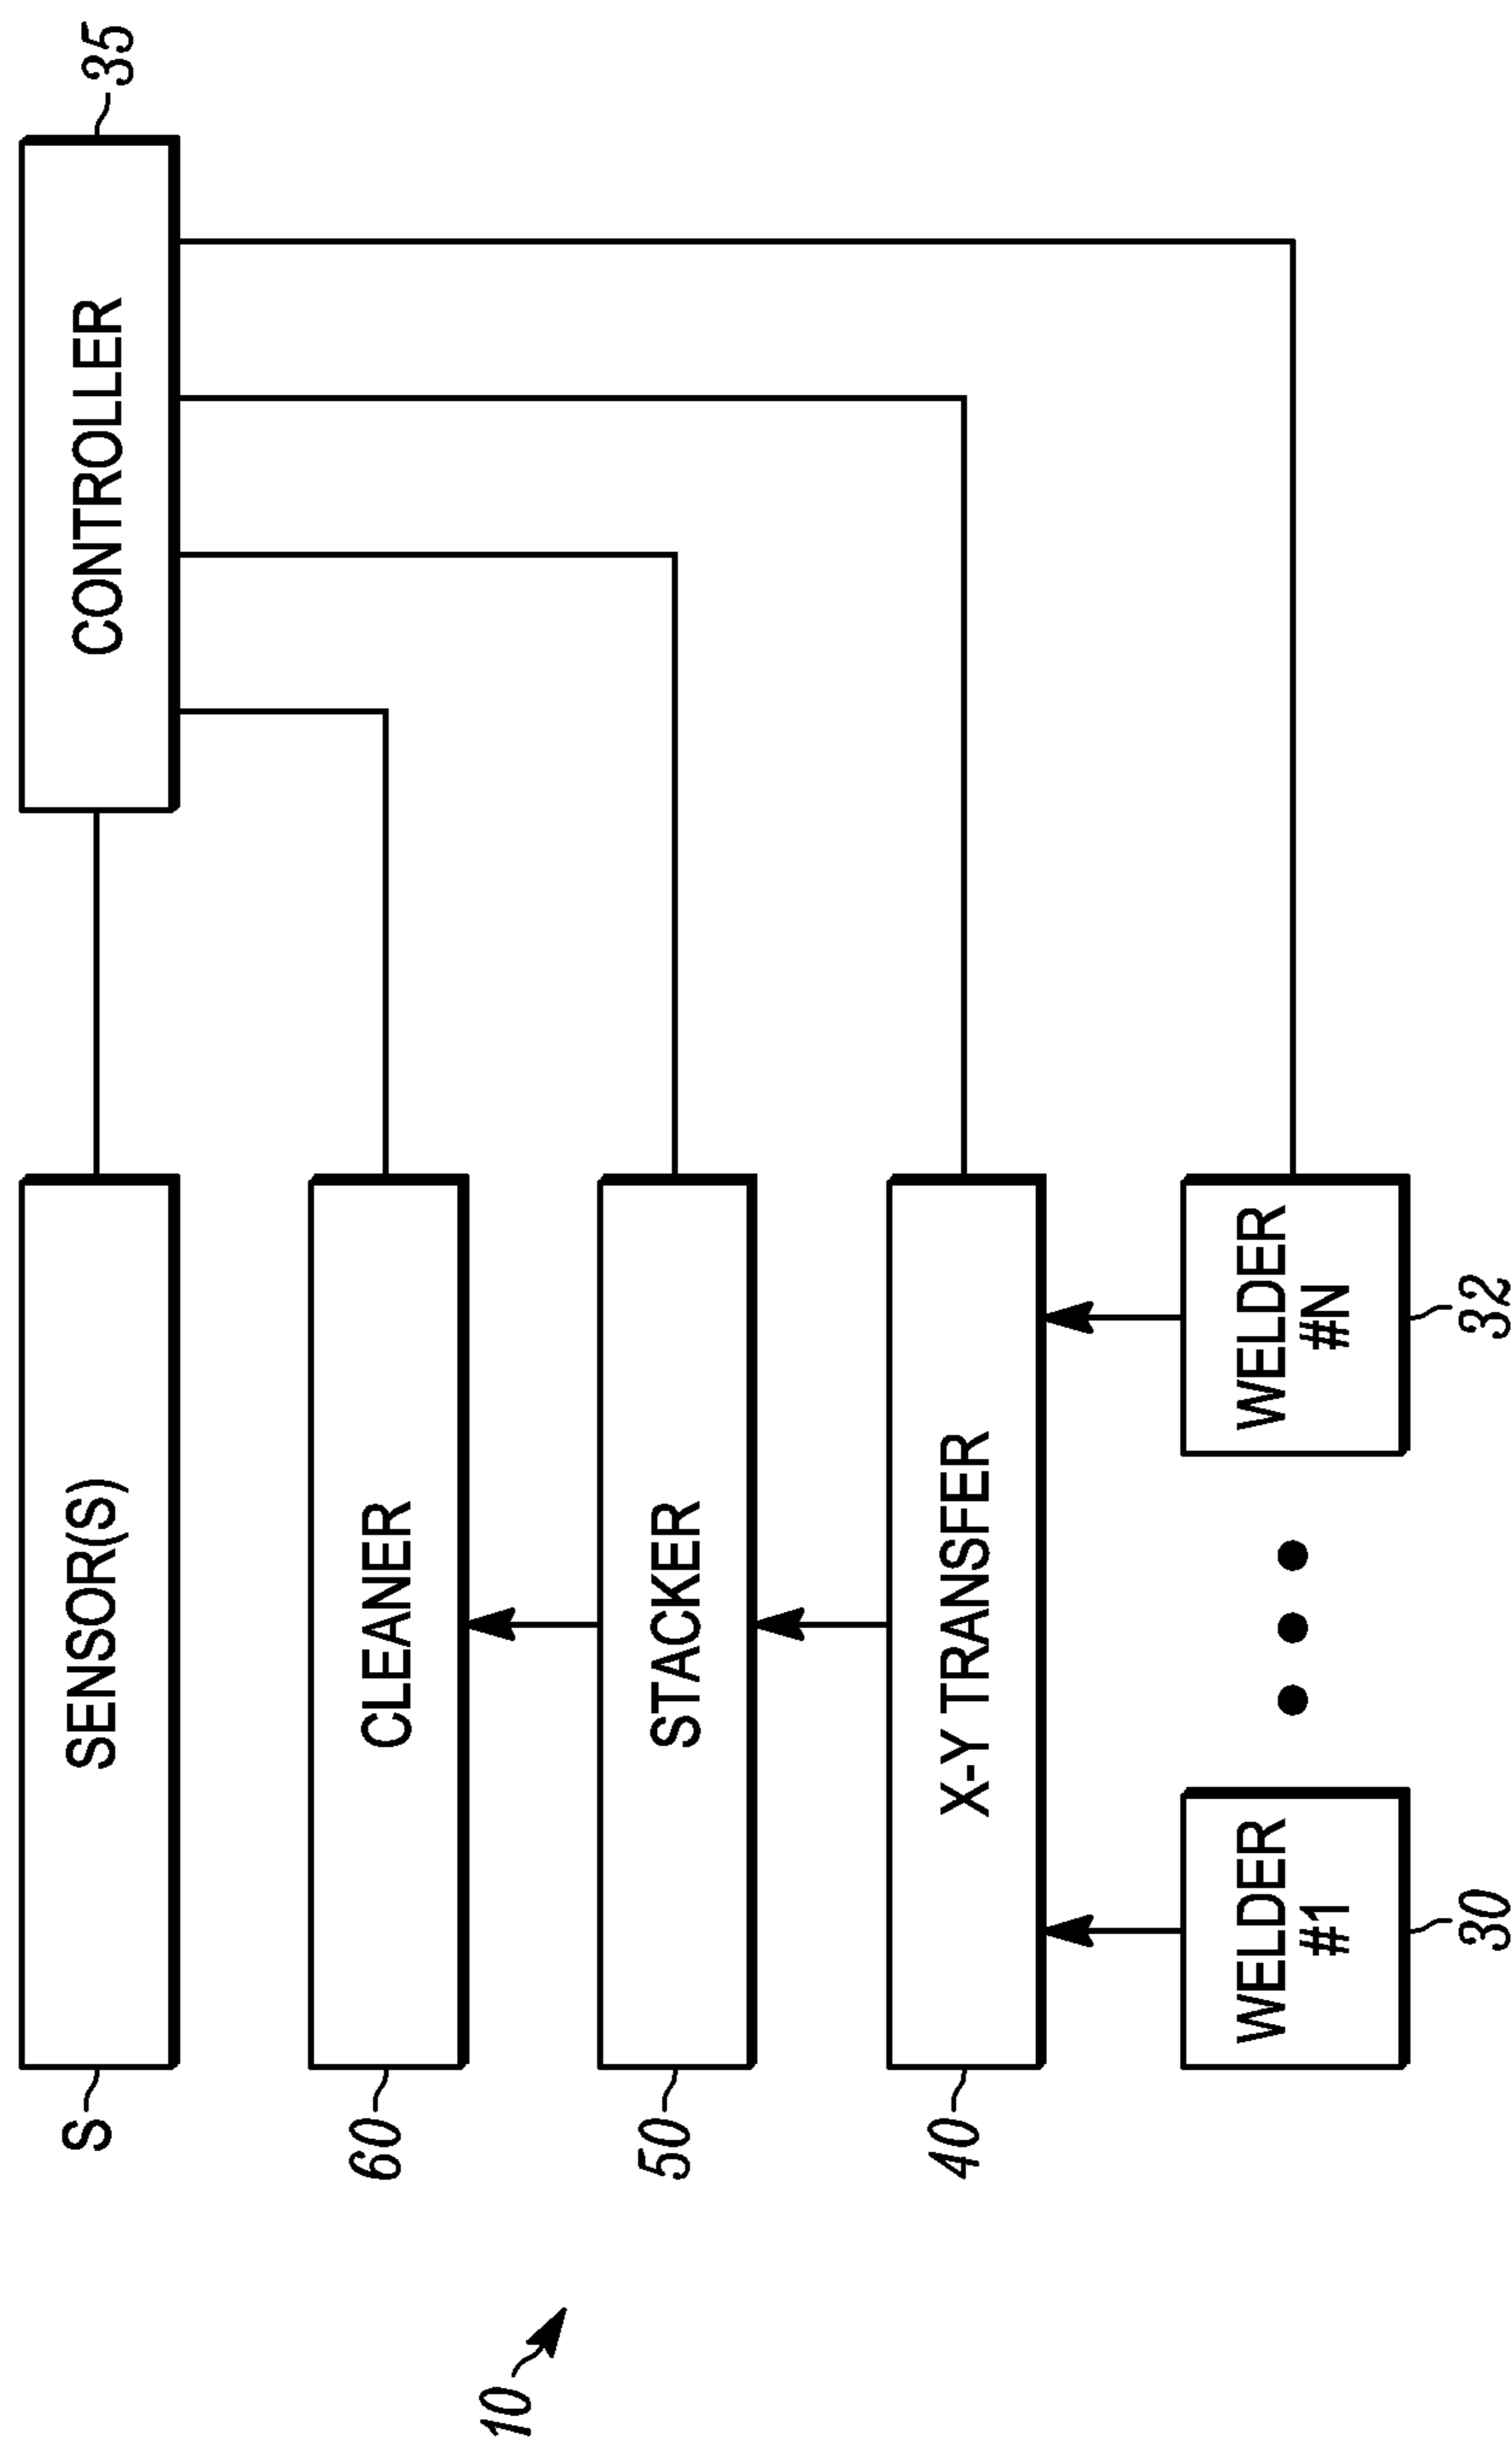 S
SENSOR(S)
CONTROLLER
35
60
CLEANER
10
50
STACKER
40
X-Y TRANSFER
WELDER
#1
WELDER
#N
30
32